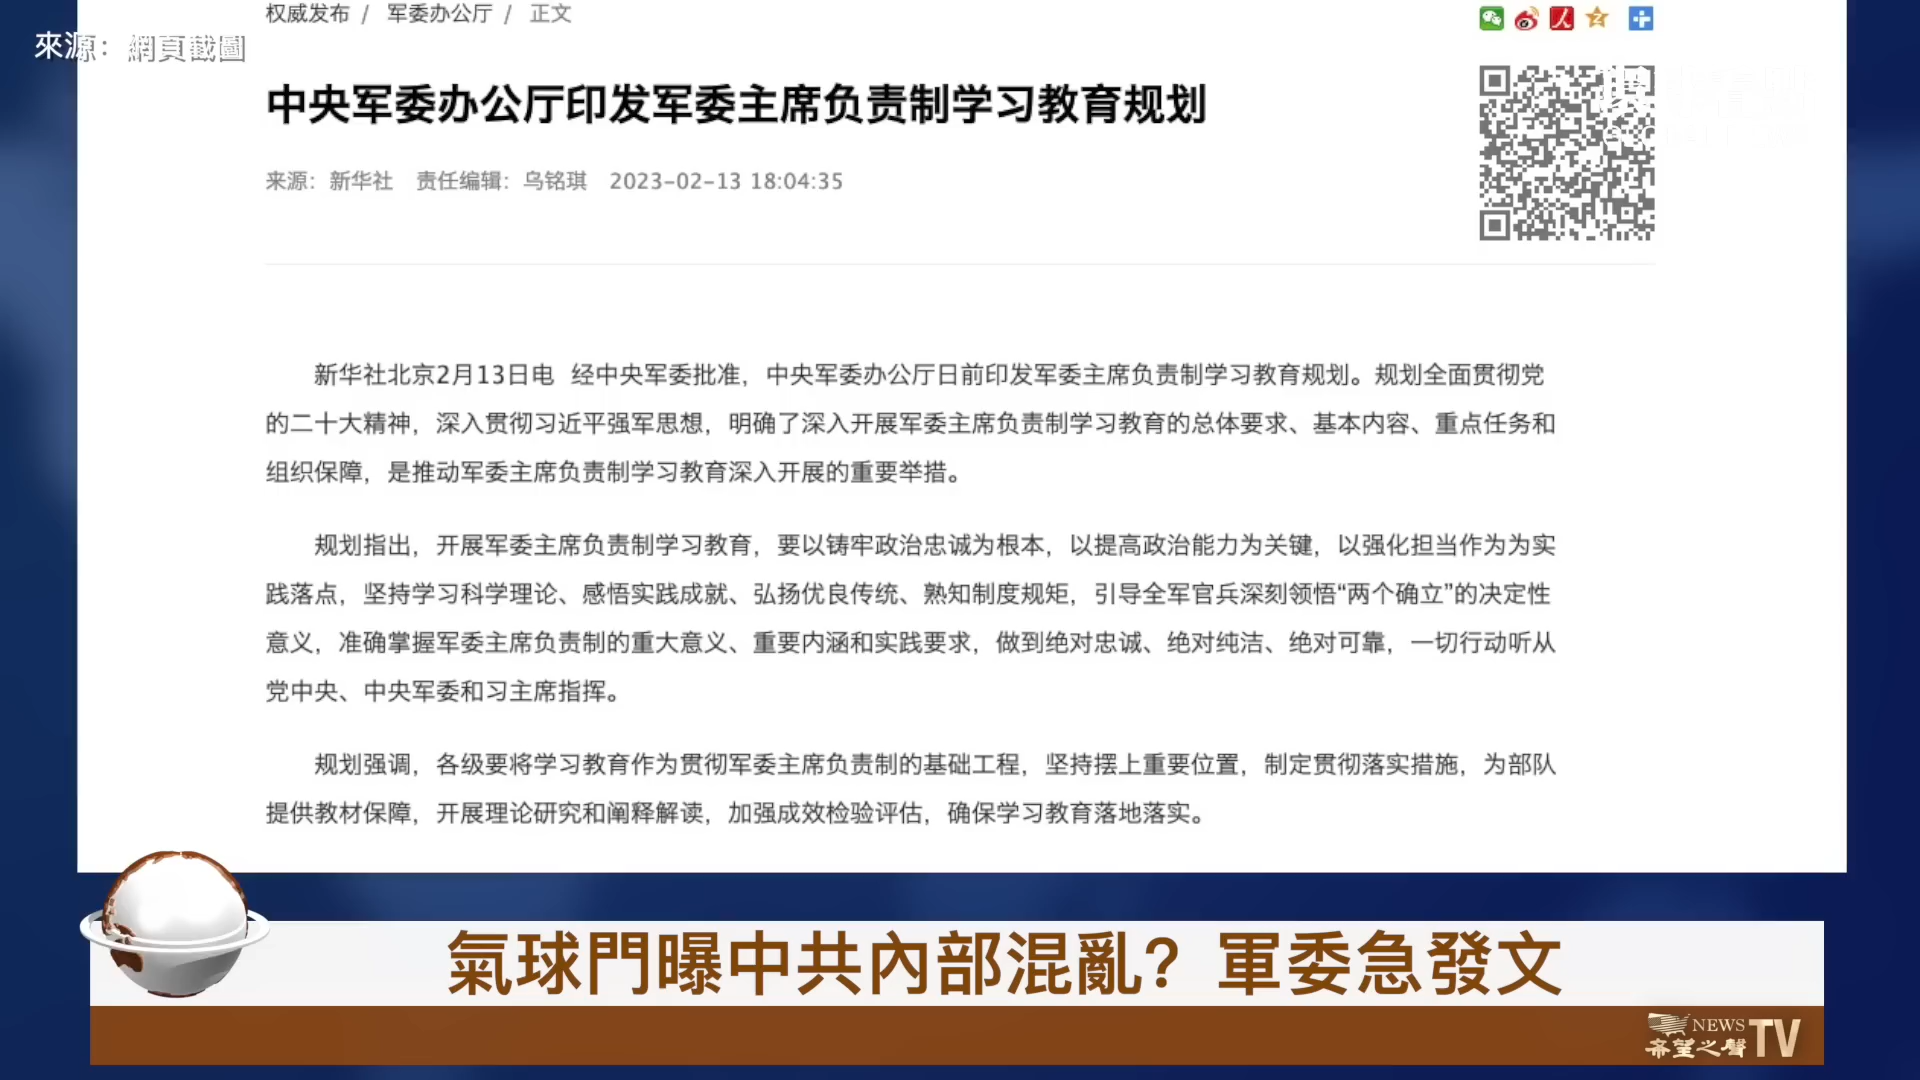 权威发布 / 军委办公厅 / 正文
來源：網頁截圖
中央军委办公厅印发军委主席负责制学习教育规划
来源：新华社 责任编辑：乌铭琪 2023-02-13 18:04:35
新华社北京2月13日电 经中央军委批准，中央军委办公厅日前印发军委主席负责制学习教育规划。规划全面贯彻党
的二十大精神，深入贯彻习近平强军思想，明确了深入开展军委主席负责制学习教育的总体要求、基本内容、重点任务和
组织保障，是推动军委主席负责制学习教育深入开展的重要举措。
规划指出，开展军委主席负责制学习教育，要以铸牢政治忠诚为根本，以提高政治能力为关键，以强化担当作为为实
践落点，坚持学习科学理论、感悟实践成就、弘扬优良传统、熟知制度规矩，引导全军官兵深刻领悟“两个确立”的决定性
意义，准确掌握军委主席负责制的重大意义、重要内涵和实践要求，做到绝对忠诚、绝对纯洁、绝对可靠，一切行动听从
党中央、中央军委和习主席指挥。
规划强调，各级要将学习教育作为贯彻军委主席负责制的基础工程，坚持摆上重要位置，制定贯彻落实措施，为部队
提供教材保障，开展理论研究和阐释解读，加强成效检验评估，确保学习教育落地落实。
氣球門曝中共內部混亂？軍委急發文
NEWS
希望之聲TV